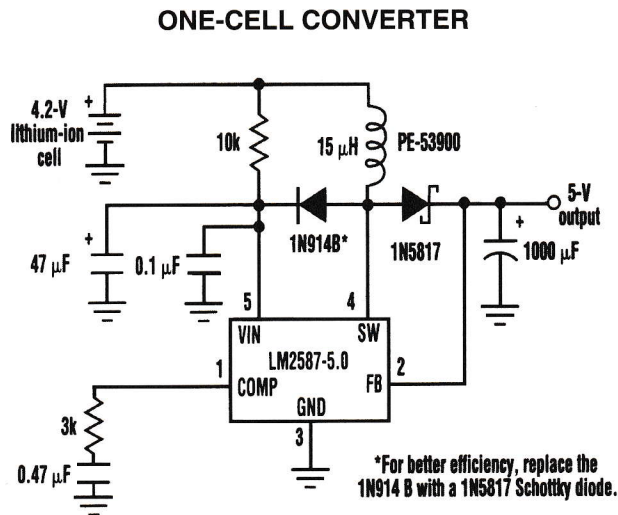 ONE-CELL CONVERTER
4.2-V
lithium-ion
cell
+
10k
15 μH
PE-53900
5-V
output
+
47 μF
0.1 μF
1N914B*
1N5817
+
1000 μF
5
4
VIN
SW
LM2587-5.0
1
COMP
2
FB
GND
3
3k
0.47 μF
*For better efficiency, replace the
1N914 B with a 1N5817 Schottky diode.